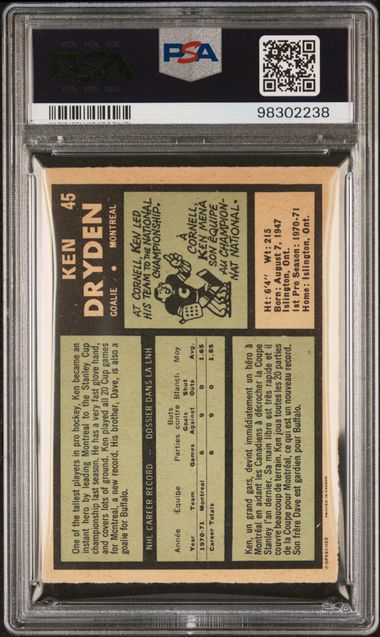 PSA
PSA
98302238
45
KEN
DRYDEN
GOALIE • MONTREAL
AT CORNELL KEN LED
HIS TEAM TO THE NATIONAL
CHAMPIONSHIP.
À
CORNELL,
KEN MENA
SON ÉQUIPE
AU CHAMPION-
NAT NATIONAL.
C
Ht: 6'4" Wt: 215
Born: August 7, 1947
Islington, Ont.
1st Pro Season: 1970-71
Home: Islington, Ont.
One of the tallest players in pro hockey, Ken became an
instant hero by leading Montreal to the Stanley Cup
championship last season. He has a very fast glove hand,
and covers lots of ground. Ken played all 20 Cup games
for Montreal, a new record. His brother, Dave, is also a
goalie for Buffalo.
NHL CAREER RECORD — DOSSIER DANS LA LNH
Année Équipe Parties Buts contre Blanch Moy
Year Team Games Goals Against Shut Outs Avg.
1970-71 Montreal 6 9 0 1.65
Career Totals 6 9 0 1.65
Ken, un grand gars, devint immédiatement un héro à
Montréal en aidant les Canadiens à décrocher la Coupe
Stanley l'an dernier. Sa main libre est très rapide et il
couvre beaucoup de terrain. Ken joua toutes les 20 parties
de la Coupe pour Montréal, ce qui est un nouveau record.
Son frère Dave est gardien pour Buffalo.
©OPEECHEE PRINTED IN CANADA